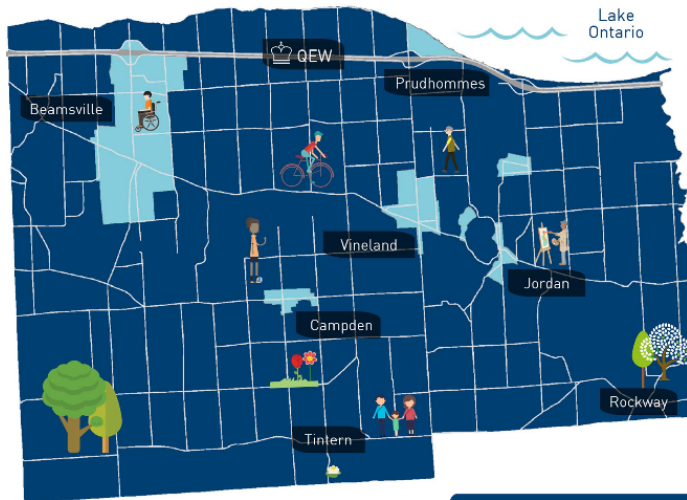 Lake
Ontario
QEW
Prudhommes
Beamsville
Vineland
Jordan
Campden
Rockway
Tintern